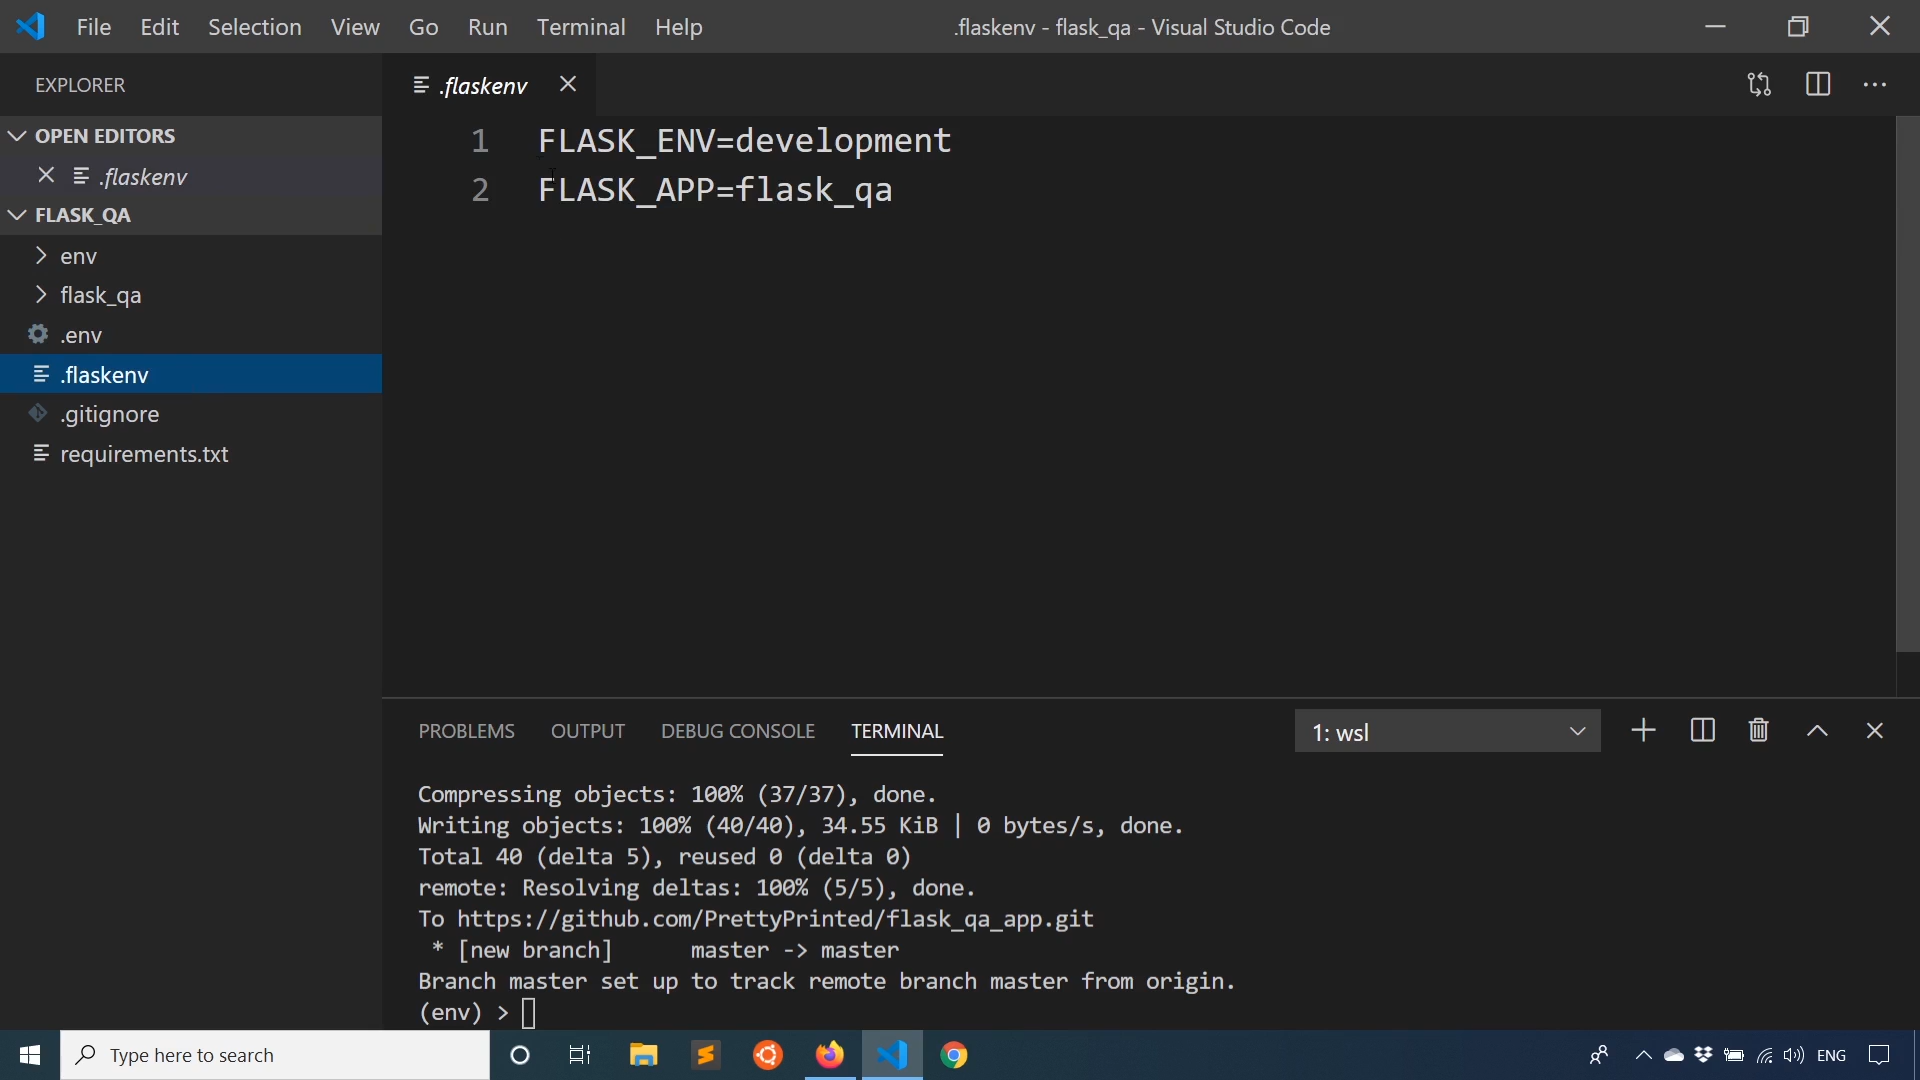 File Edit Selection View Go Run Terminal Help
.flaskenv - flask_qa - Visual Studio Code
EXPLORER
OPEN EDITORS
.flaskenv
FLASK_QA
env
flask_qa
.env
.flaskenv
.gitignore
requirements.txt
.flaskenv
1 FLASK_ENV=development
2 FLASK_APP=flask_qa
PROBLEMS OUTPUT DEBUG CONSOLE TERMINAL
1: wsl
Compressing objects: 100% (37/37), done.
Writing objects: 100% (40/40), 34.55 KiB | 0 bytes/s, done.
Total 40 (delta 5), reused 0 (delta 0)
remote: Resolving deltas: 100% (5/5), done.
To https://github.com/PrettyPrinted/flask_qa_app.git
* [new branch] master -> master
Branch master set up to track remote branch master from origin.
(env) >
Type here to search
ENG